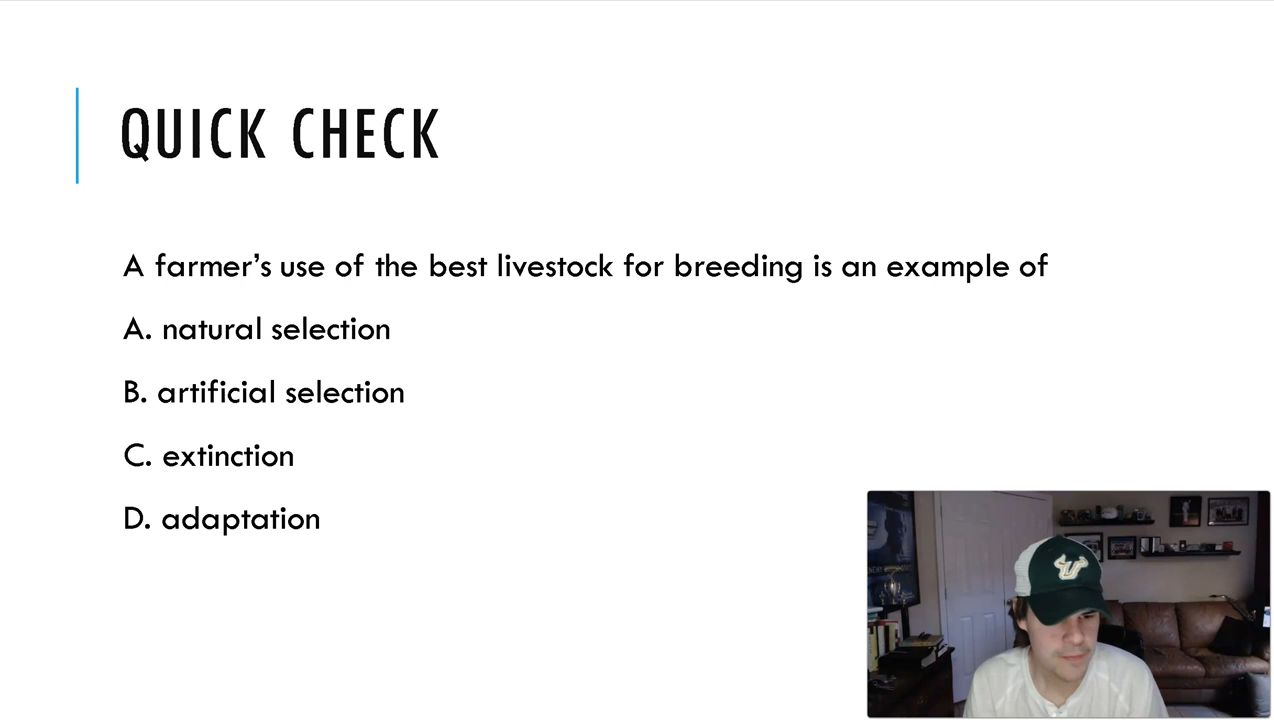 QUICK CHECK
A farmer’s use of the best livestock for breeding is an example of
A. natural selection
B. artificial selection
C. extinction
D. adaptation